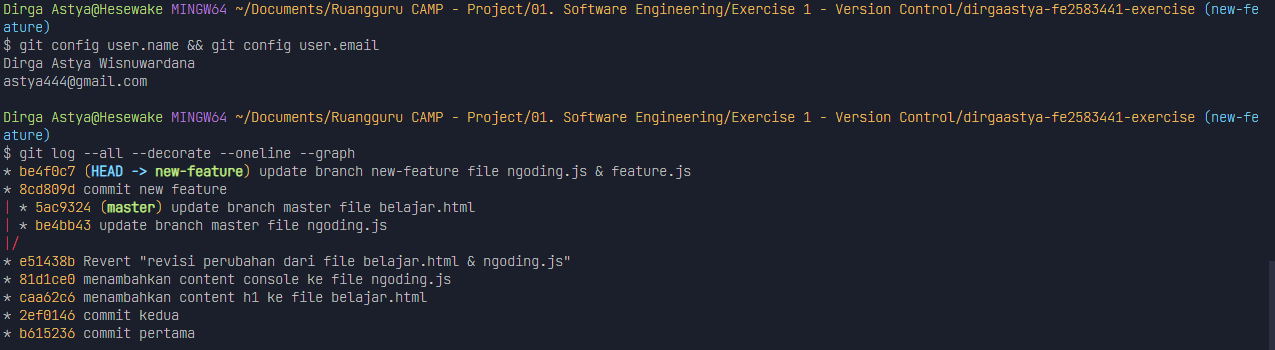 Dirga Astya@Hesewake MINGW64 ~/Documents/Ruangguru CAMP - Project/01. Software Engineering/Exercise 1 - Version Control/dirgaastya-fe2583441-exercise (new-fe
ature)
$ git config user.name && git config user.email
Dirga Astya Wisnuwardana
astya444@gmail.com
Dirga Astya@Hesewake MINGW64 ~/Documents/Ruangguru CAMP - Project/01. Software Engineering/Exercise 1 - Version Control/dirgaastya-fe2583441-exercise (new-fe
ature)
$ git log --all --decorate --oneline --graph
* be4f0c7 (HEAD -> new-feature) update branch new-feature file ngoding.js & feature.js
* 8cd809d commit new feature
| * 5ac9324 (master) update branch master file belajar.html
| * be4bb43 update branch master file ngoding.js
|/
* e51438b Revert "revisi perubahan dari file belajar.html & ngoding.js"
* 81d1ce0 menambahkan content console ke file ngoding.js
* caa62c6 menambahkan content h1 ke file belajar.html
* 2ef0146 commit kedua
* b615236 commit pertama